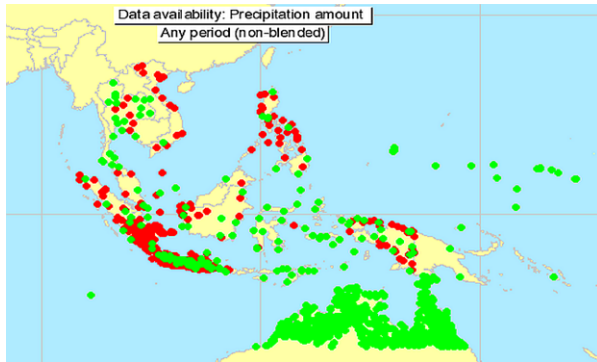 Data availability: Precipitation amount
Any period (non-blended)